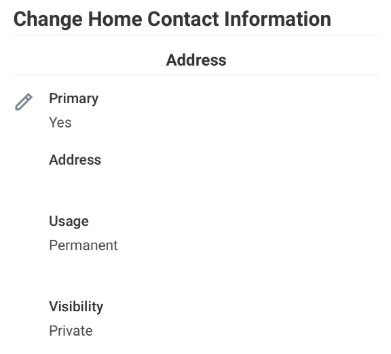 Change Home Contact Information
Address
Primary
Yes
Address
Usage
Permanent
Visibility
Private